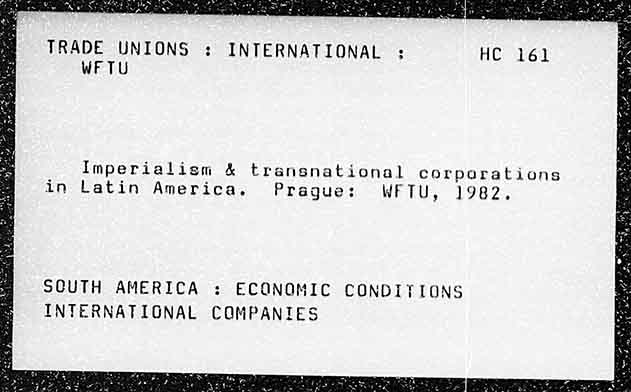 TRADE UNIONS : INTERNATIONAL : HC 161
WFTU
Imperialism & transnational corporations
in Latin America. Prague: WFTU, 1982.
SOUTH AMERICA : ECONOMIC CONDITIONS
INTERNATIONAL COMPANIES